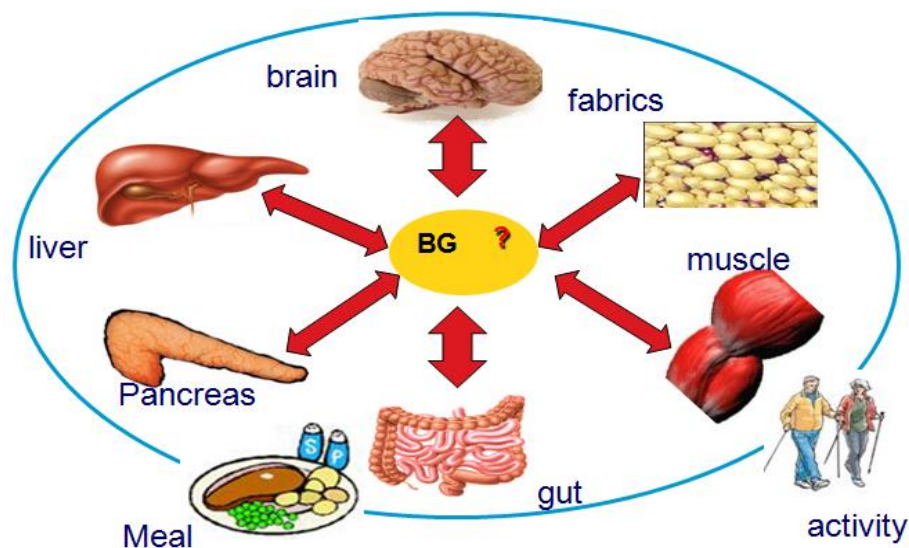 brain
fabrics
liver
BG ?
muscle
Pancreas
S P
gut
Meal
activity